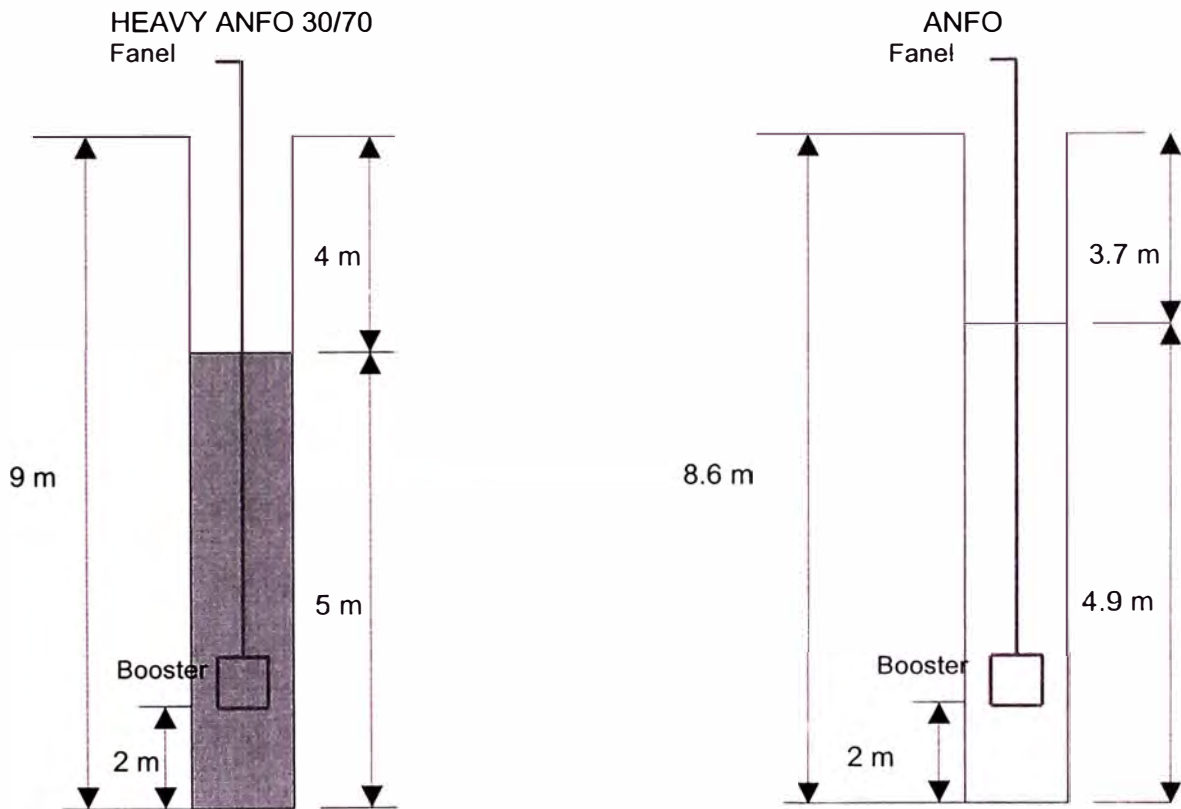 HEAVY ANFO 30/70
Fanel
4 m
9 m
5 m
Booster
2 m
ANFO
Fanel
3.7 m
8.6 m
4.9 m
Booster
2 m